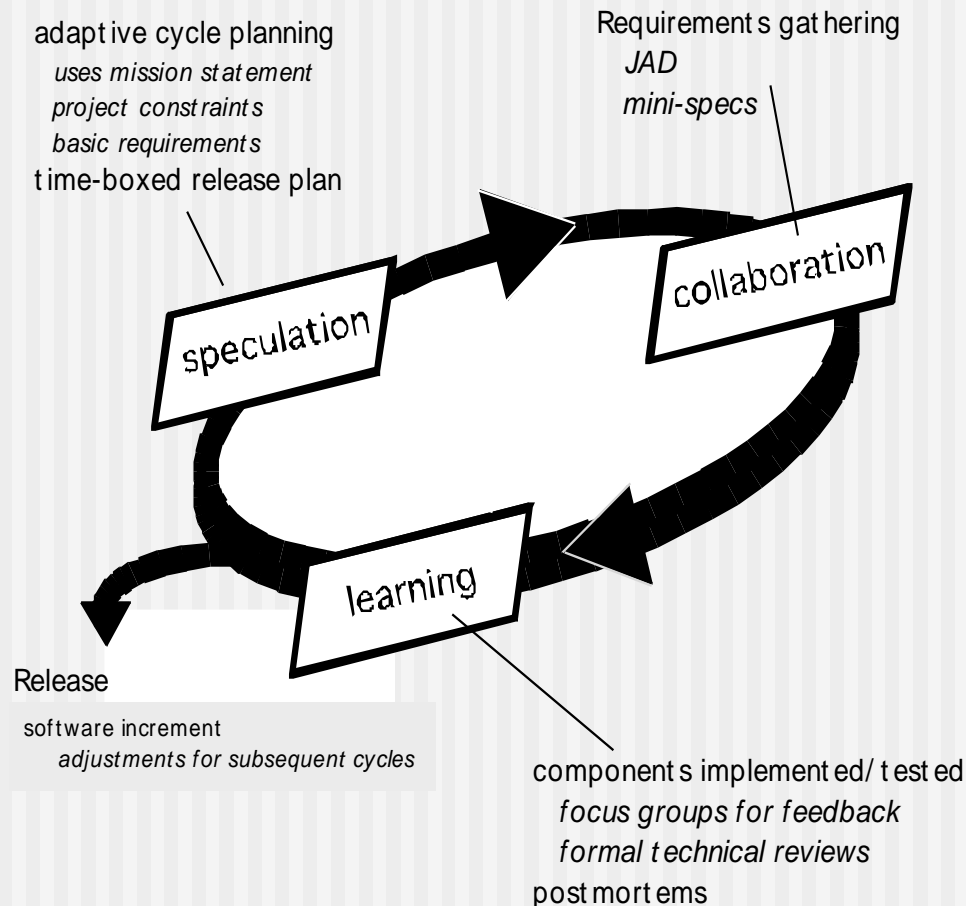 adaptive cycle planning
uses mission statement
project constraints
basic requirements
time-boxed release plan
Requirements gathering
JAD
mini-specs
speculation
collaboration
learning
Release
software increment
adjustments for subsequent cycles
components implemented/ tested
focus groups for feedback
formal technical reviews
postmortems